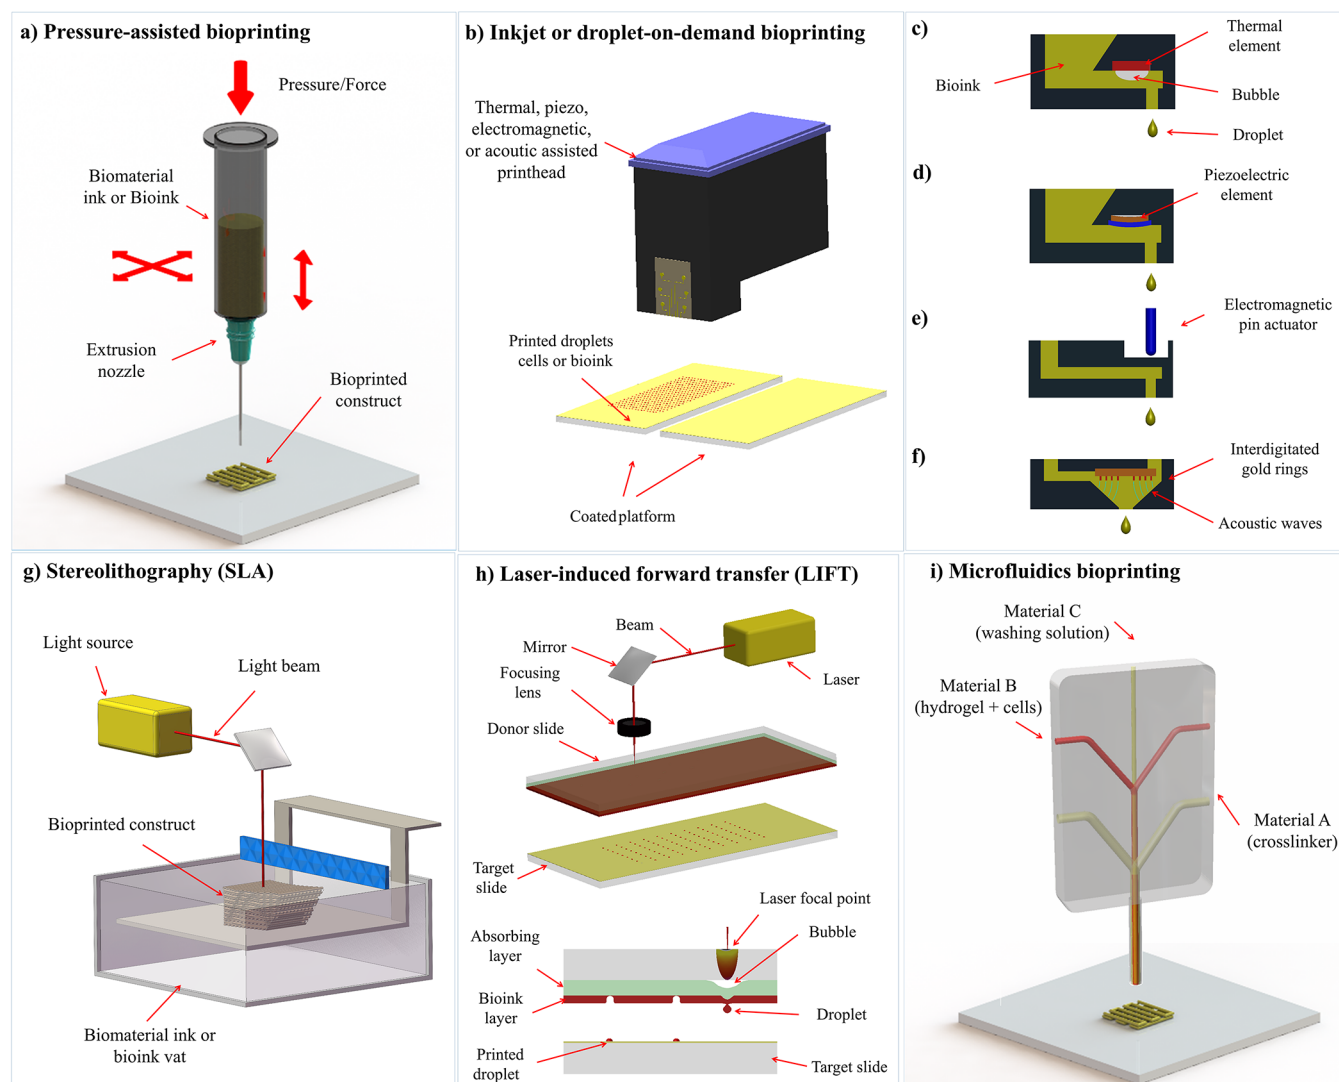 a) Pressure-assisted bioprinting
Pressure/Force
Biomaterial
ink or Bioink
Extrusion
nozzle
Bioprinted
construct
b) Inkjet or droplet-on-demand bioprinting
Thermal, piezo,
electromagnetic,
or acoutic assisted
printhead
Printed droplets
cells or bioink
Coated platform
c)
Thermal
element
Bioink
Bubble
Droplet
d)
Piezoelectric
element
e)
Electromagnetic
pin actuator
f)
Interdigitated
gold rings
Acoustic waves
g) Stereolithography (SLA)
Light source
Light beam
Bioprinted construct
Biomaterial ink or
bioink vat
h) Laser-induced forward transfer (LIFT)
Beam
Mirror
Focusing
lens
Laser
Donor slide
Target
slide
Laser focal point
Absorbing
layer
Bubble
Bioink
layer
Droplet
Printed
droplet
Target slide
i) Microfluidics bioprinting
Material C
(washing solution)
Material B
(hydrogel + cells)
Material A
(crosslinker)